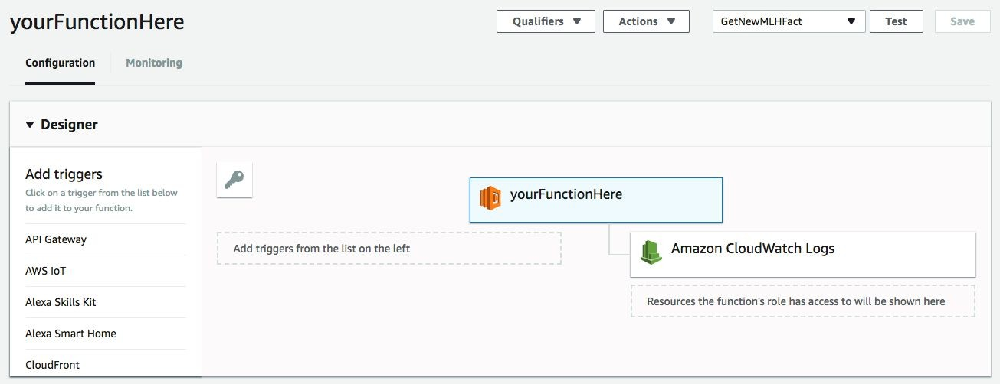 yourFunctionHere
Qualifiers
Actions
GetNewMLHFact
Test
Save
Configuration
Monitoring
Designer
Add triggers
Click on a trigger from the list below
to add it to your function.
API Gateway
AWS IoT
Alexa Skills Kit
Alexa Smart Home
CloudFront
yourFunctionHere
Add triggers from the list on the left
Amazon CloudWatch Logs
Resources the function's role has access to will be shown here